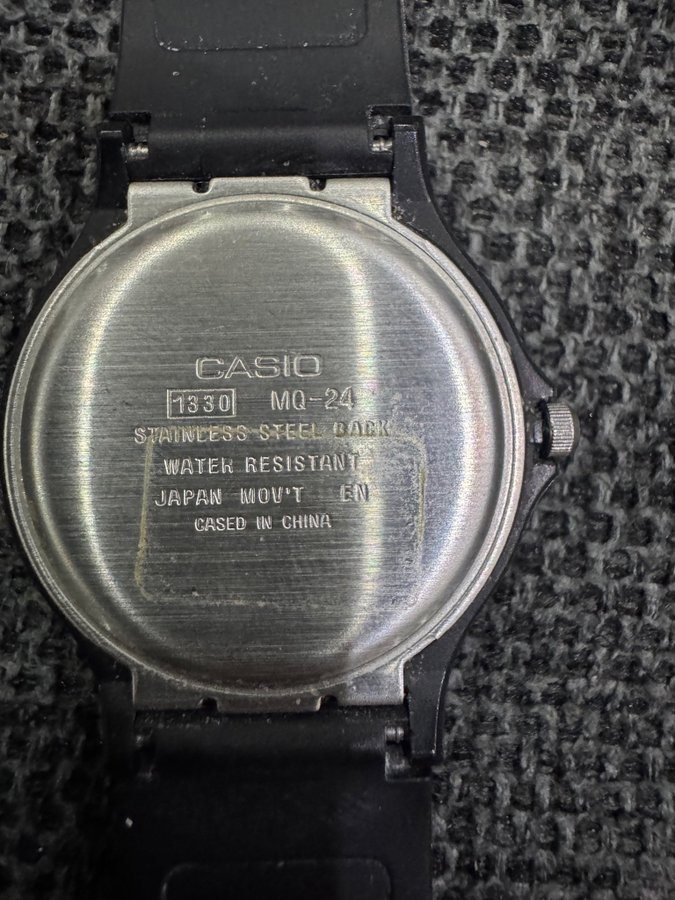 CASIO
1330 MQ-24
STAINLESS STEEL BACK
WATER RESISTANT
JAPAN MOV'T EN
CASED IN CHINA